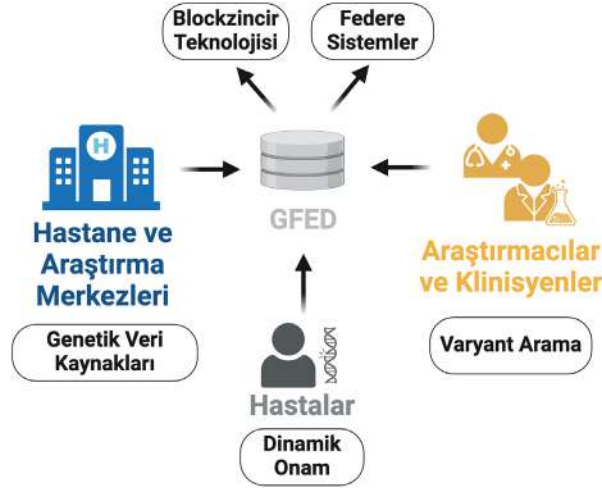 Blockzincir
Teknolojisi
Federe
Sistemler
H
GFED
Hastane ve
Araştırma
Merkezleri
Genetik Veri
Kaynakları
Araştırmacılar
ve Klinisyenler
Varyant Arama
Hastalar
Dinamik
Onam